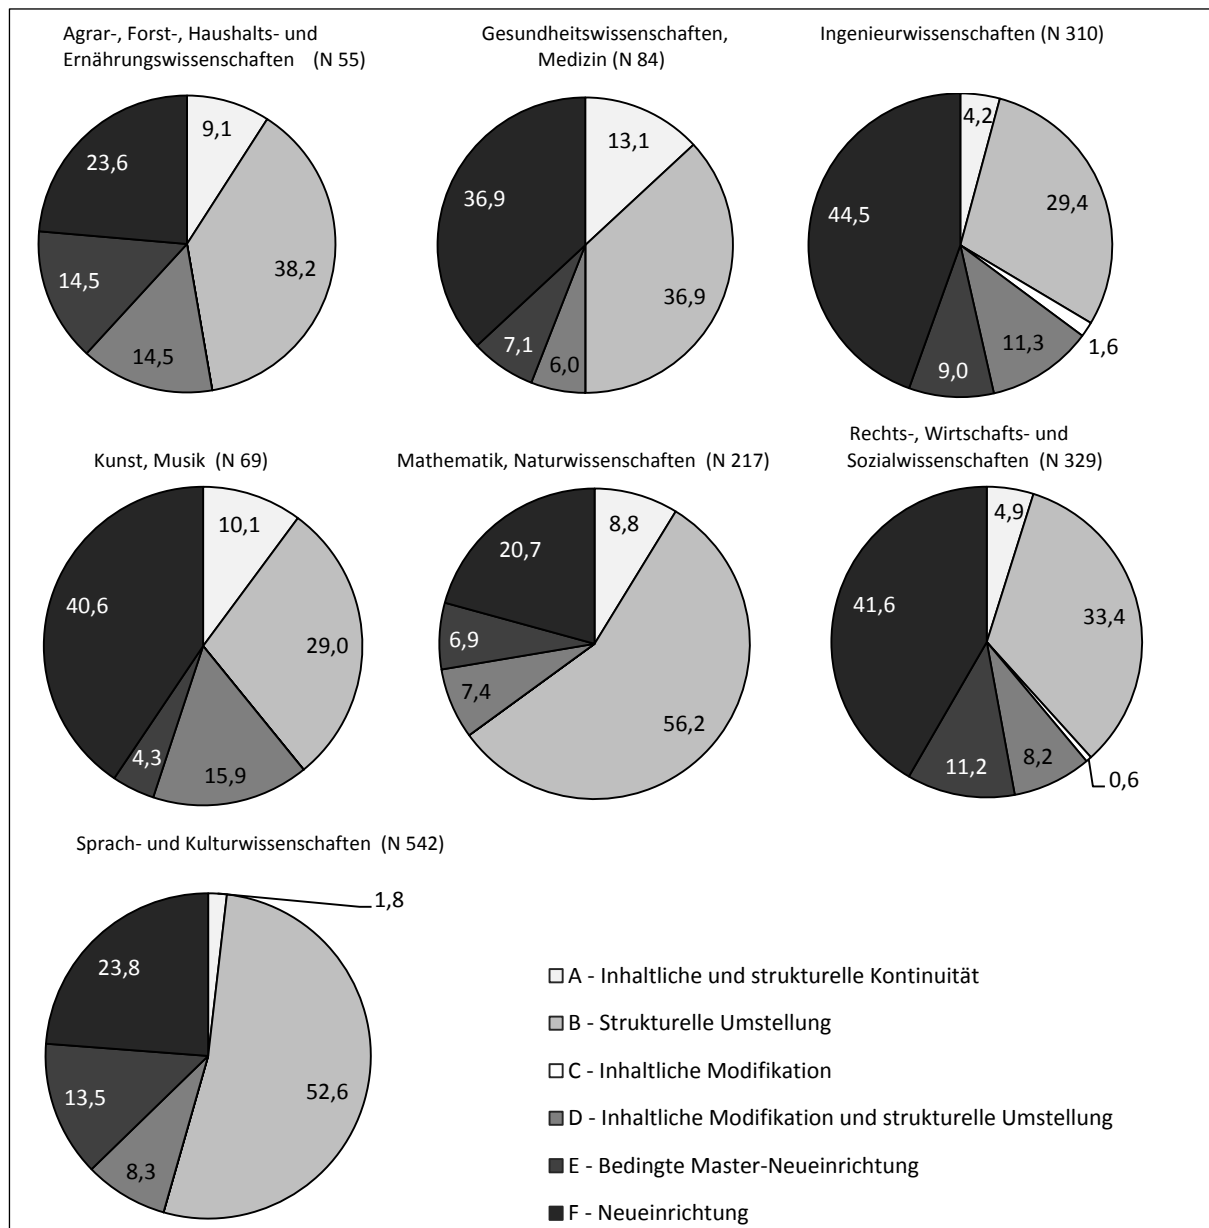 Agrar-, Forst-, Haushalts- und
Ernährungswissenschaften (N 55)
9,1
38,2
14,5
14,5
23,6
Gesundheitswissenschaften,
Medizin (N 84)
13,1
36,9
6,0
7,1
36,9
Ingenieurwissenschaften (N 310)
4,2
29,4
1,6
11,3
9,0
44,5
Kunst, Musik (N 69)
10,1
29,0
15,9
4,3
40,6
Mathematik, Naturwissenschaften (N 217)
8,8
56,2
7,4
6,9
20,7
Rechts-, Wirtschafts- und
Sozialwissenschaften (N 329)
4,9
33,4
0,6
8,2
11,2
41,6
Sprach- und Kulturwissenschaften (N 542)
1,8
52,6
8,3
13,5
23,8
A - Inhaltliche und strukturelle Kontinuität
B - Strukturelle Umstellung
C - Inhaltliche Modifikation
D - Inhaltliche Modifikation und strukturelle Umstellung
E - Bedingte Master-Neueinrichtung
F - Neueinrichtung